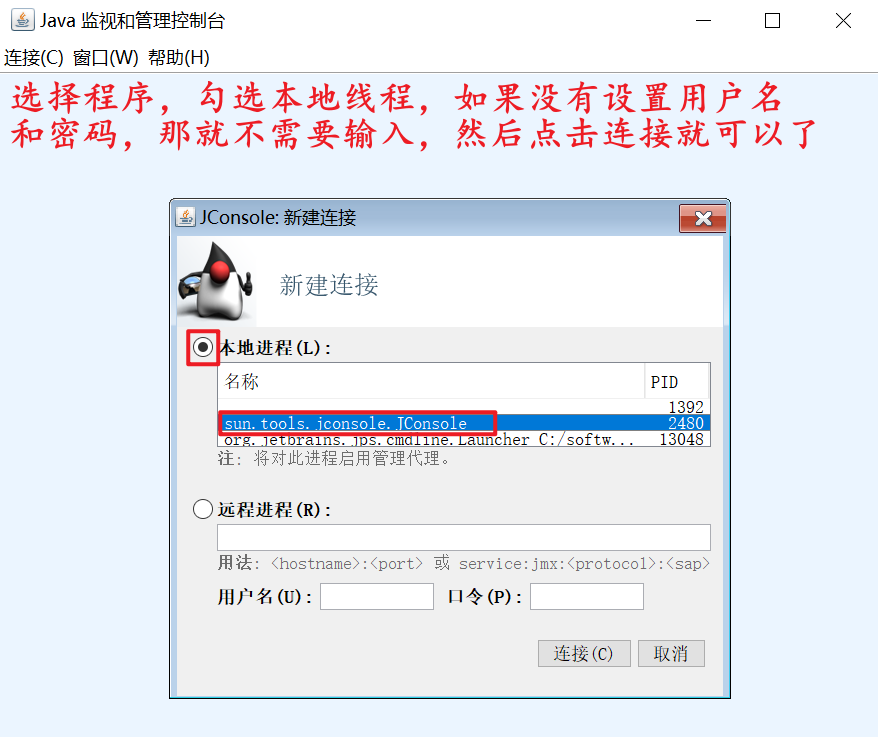 Java 监视和管理控制台
连接(C) 窗口(W) 帮助(H)
选择程序，勾选本地线程，如果没有设置用户名
和密码，那就不需要输入，然后点击连接就可以了
JConsole: 新建连接
新建连接
本地进程(L):
名称 PID
1392
sun.tools.jconsole.JConsole 2480
org.jetbrains.jps.cmdline.Launcher C:/softw... 13048
注: 将对此进程启用管理代理。
远程进程(R):
用法: <hostname>:<port> 或 service:jmx:<protocol>:<sap>
用户名(U): 口令(P):
连接(C) 取消